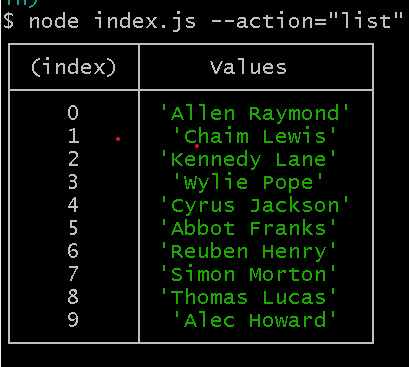 $ node index.js --action="list"
(index) Values
0 'Allen Raymond'
1 'Chaim Lewis'
2 'Kennedy Lane'
3 'Wylie Pope'
4 'Cyrus Jackson'
5 'Abbot Franks'
6 'Reuben Henry'
7 'Simon Morton'
8 'Thomas Lucas'
9 'Alec Howard'